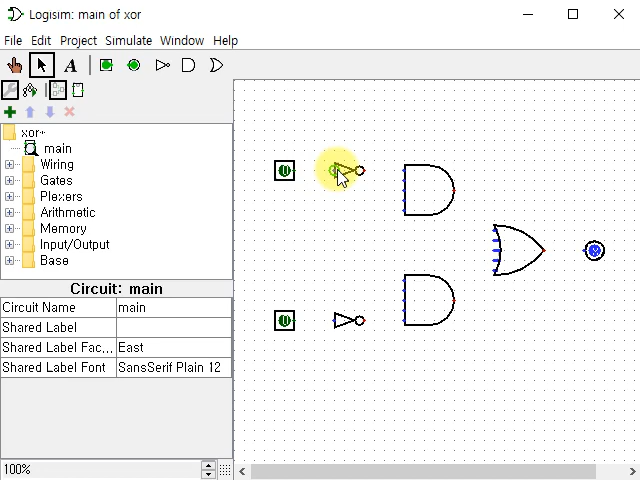 Logisim: main of xor
File Edit Project Simulate Window Help
A
xor*
main
Wiring
Gates
Plexers
Arithmetic
Memory
Input/Output
Base
Circuit: main
Circuit Name main
Shared Label
Shared Label Fac,,, East
Shared Label Font SansSerif Plain 12
100%